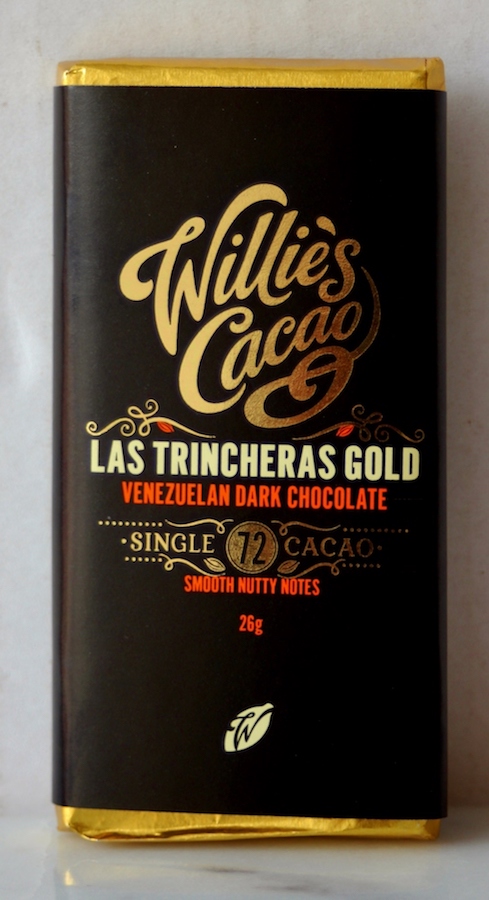 Willie's
Cacao
LAS TRINCHERAS GOLD
VENEZUELAN DARK CHOCOLATE
·SINGLE 72 CACAO·
SMOOTH NUTTY NOTES
26g
W